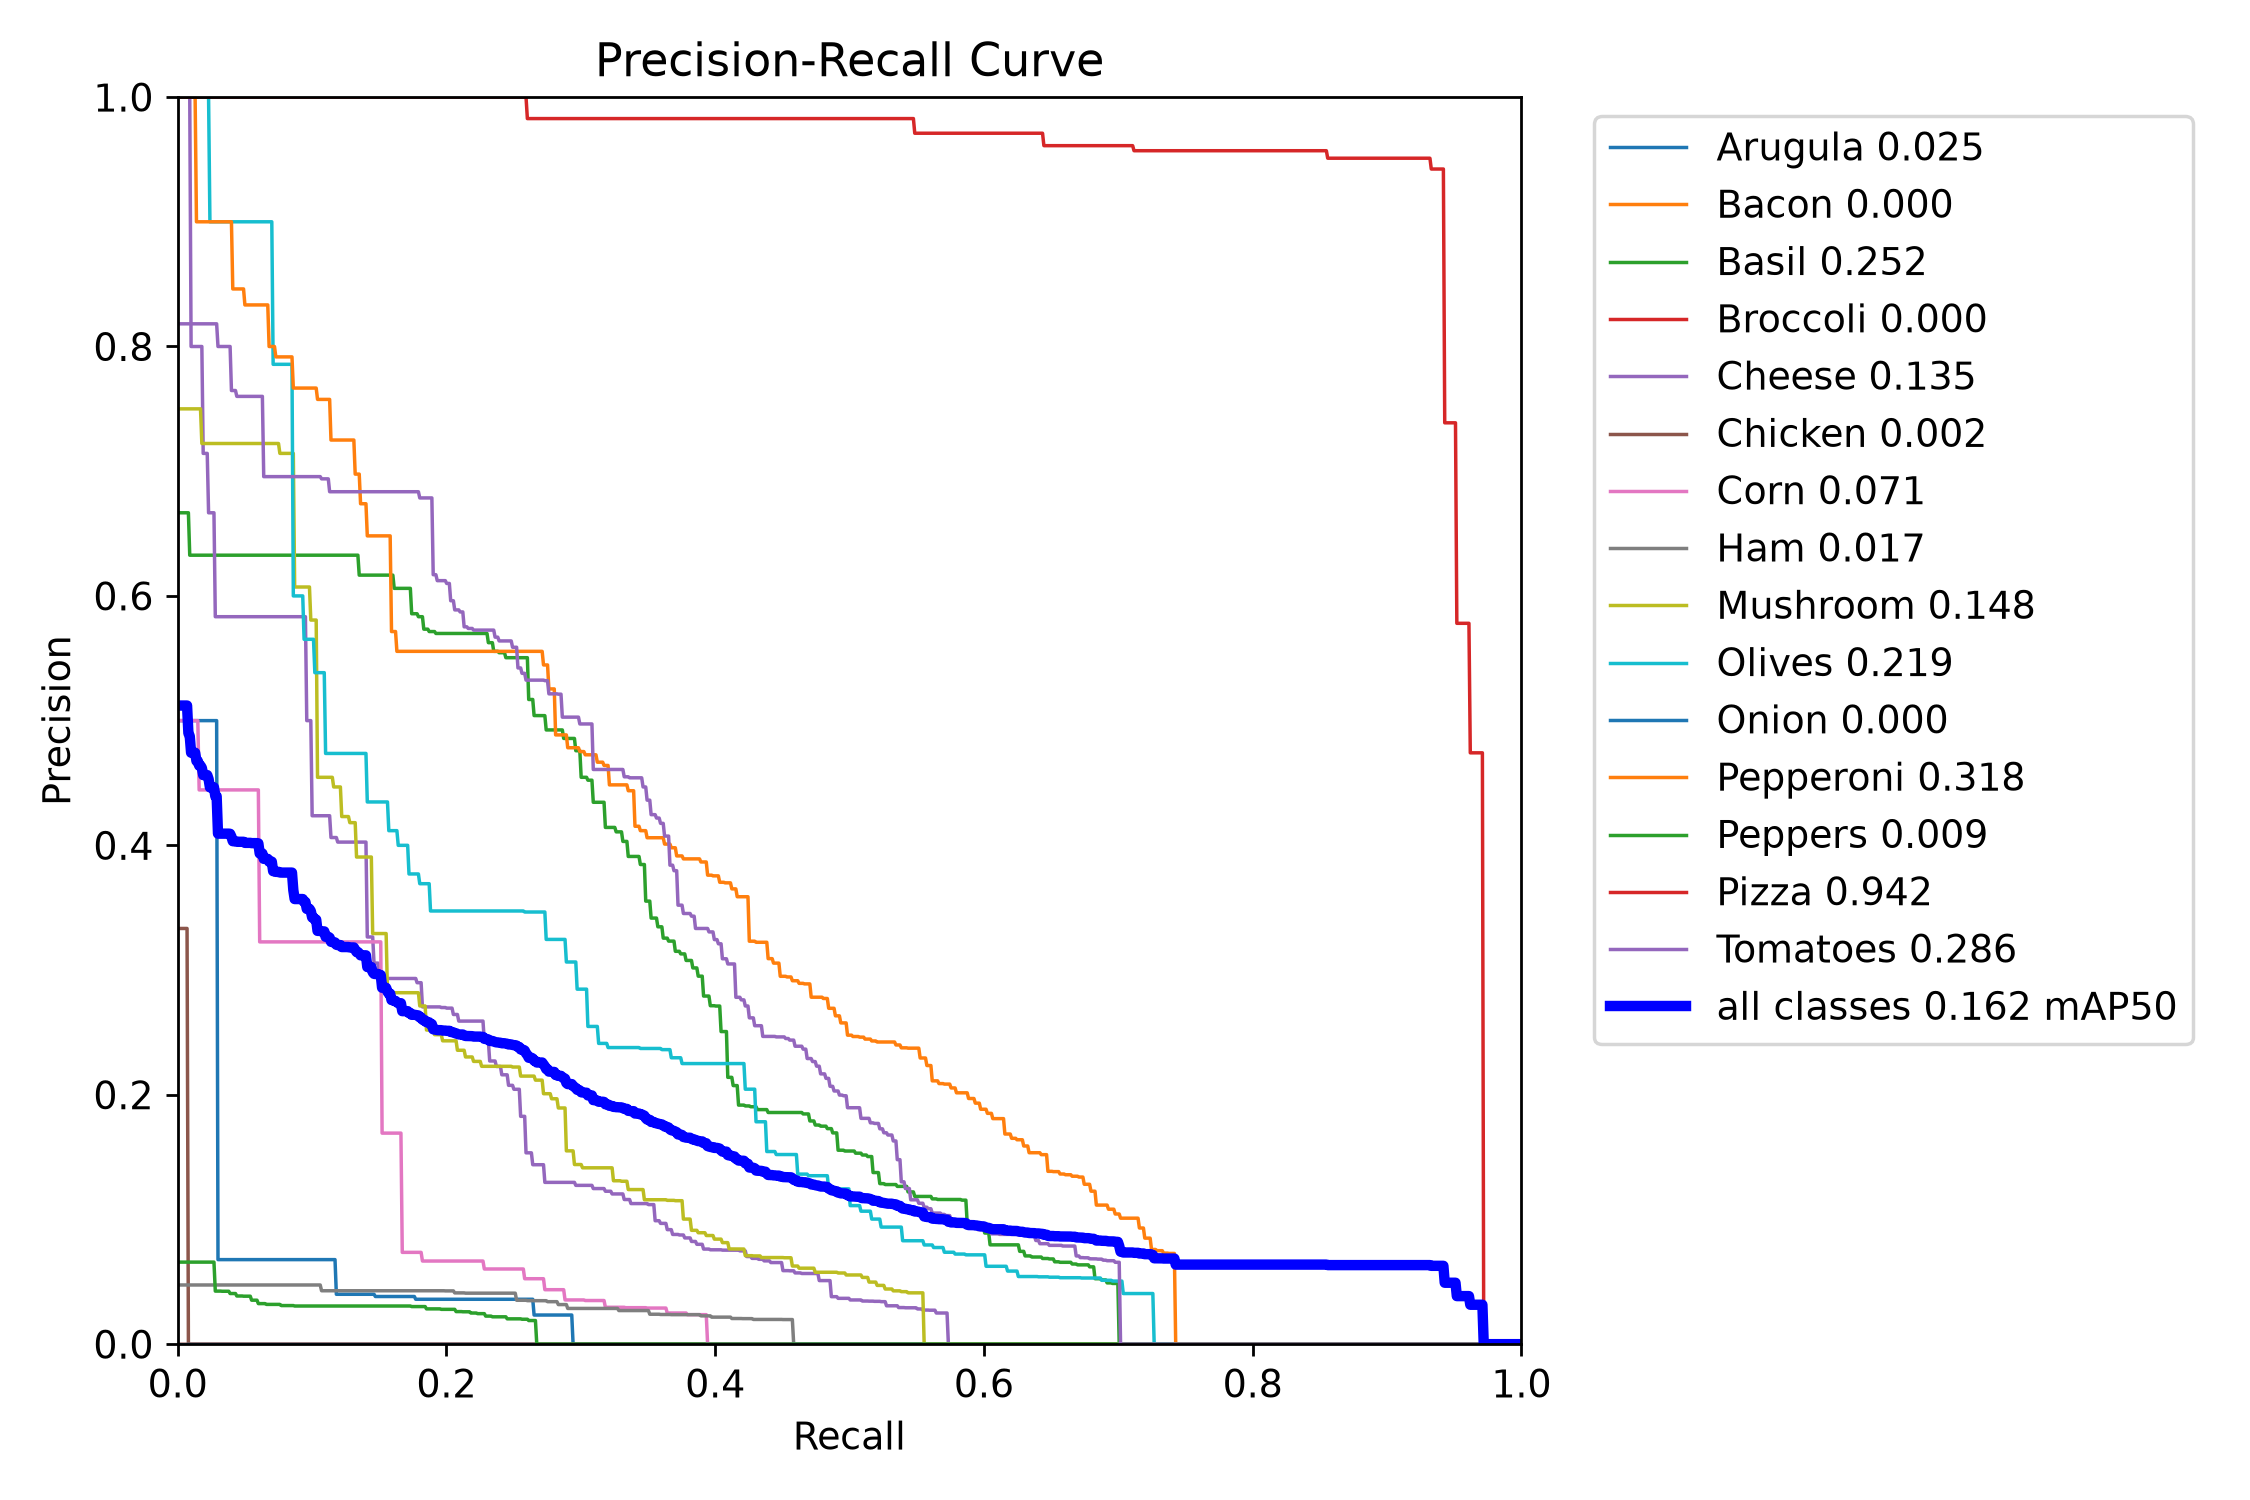 Precision-Recall Curve
1.0
0.8
0.6
0.4
0.2
0.0
Precision
0.0 0.2 0.4 0.6 0.8 1.0
Recall
Arugula 0.025
Bacon 0.000
Basil 0.252
Broccoli 0.000
Cheese 0.135
Chicken 0.002
Corn 0.071
Ham 0.017
Mushroom 0.148
Olives 0.219
Onion 0.000
Pepperoni 0.318
Peppers 0.009
Pizza 0.942
Tomatoes 0.286
all classes 0.162 mAP50